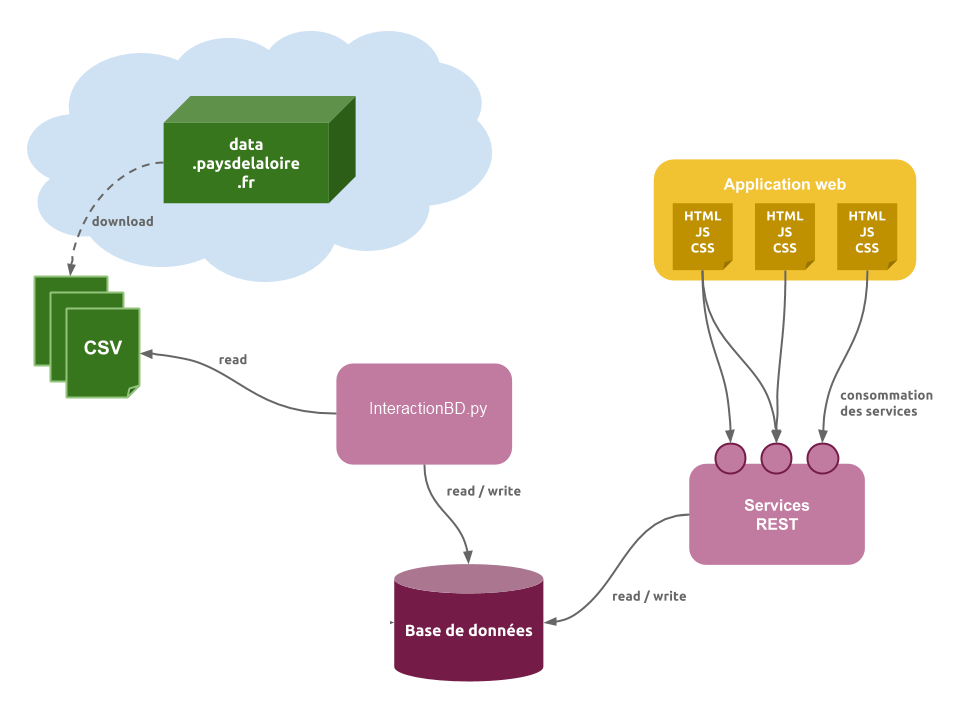 data
.paysdelaloire
.fr
download
CSV
read
InteractionBD.py
read / write
Base de données
Application web
HTML
JS
CSS
HTML
JS
CSS
HTML
JS
CSS
consommation
des services
Services
REST
read / write